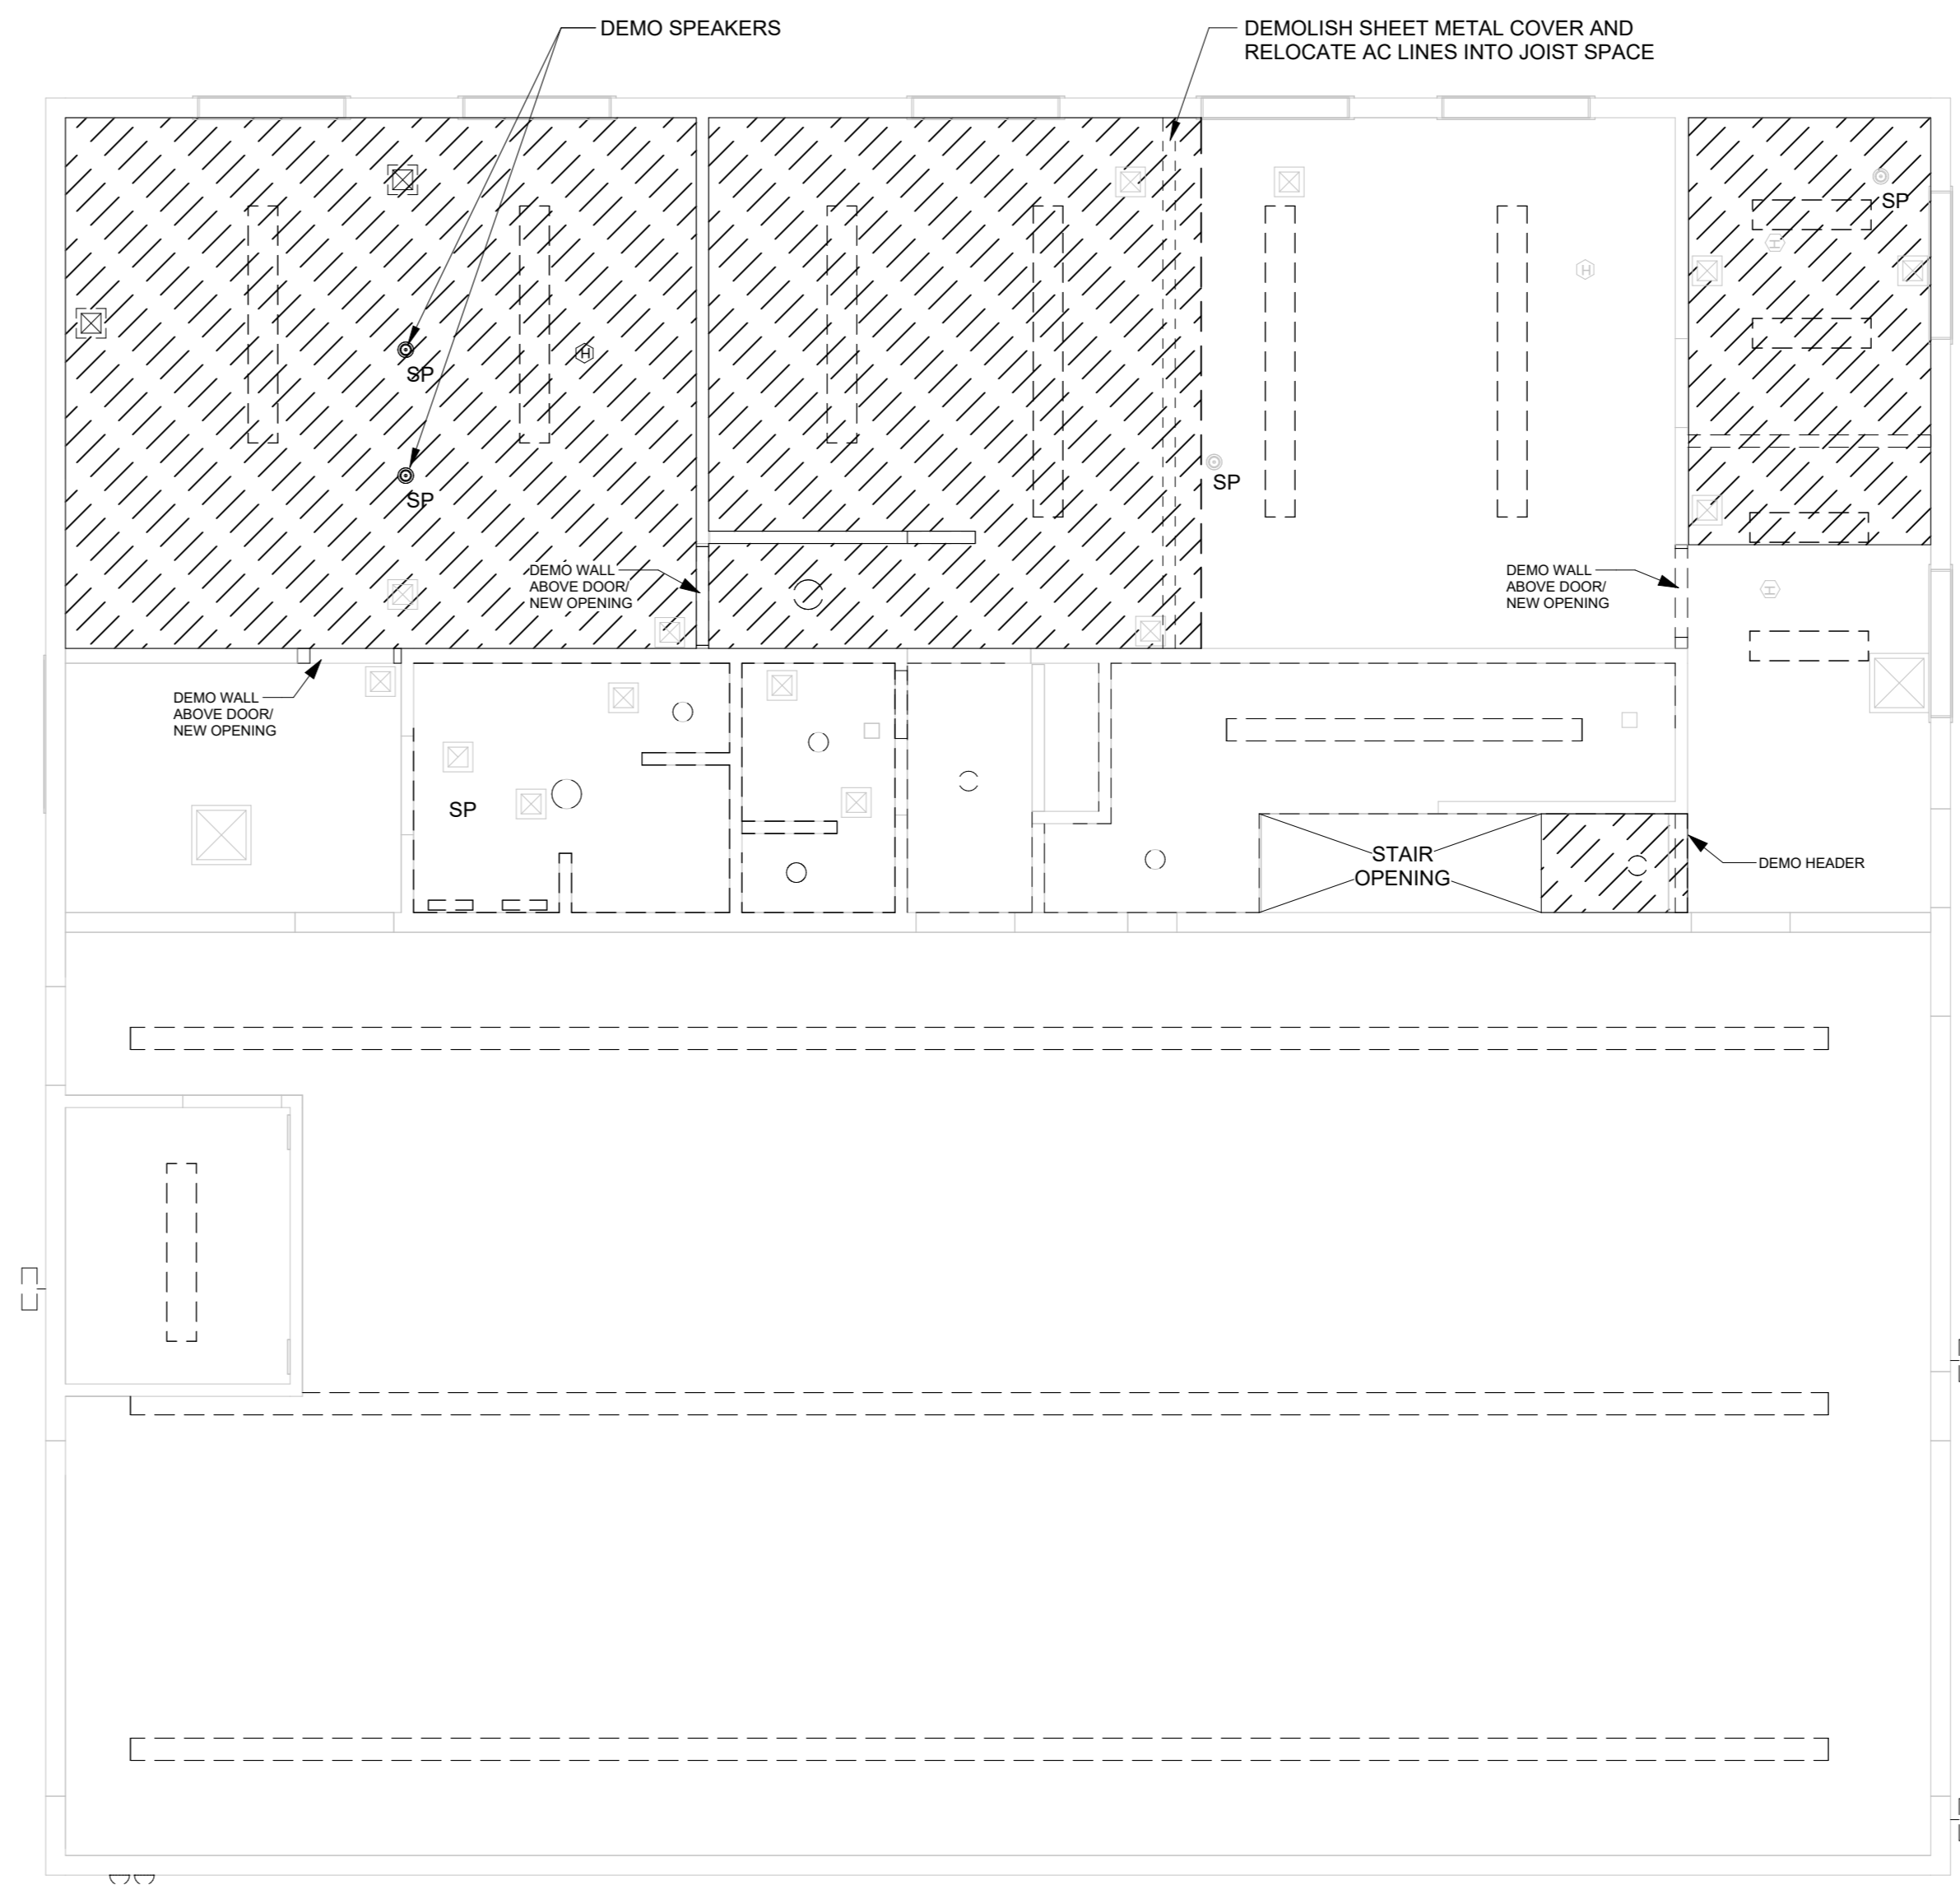 DEMO SPEAKERS
DEMOLISH SHEET METAL COVER AND
RELOCATE AC LINES INTO JOIST SPACE
SP
H
H
H
SP
SP
SP
DEMO WALL
ABOVE DOOR/
NEW OPENING
DEMO WALL
ABOVE DOOR/
NEW OPENING
H
DEMO WALL
ABOVE DOOR/
NEW OPENING
SP
STAIR
OPENING
DEMO HEADER